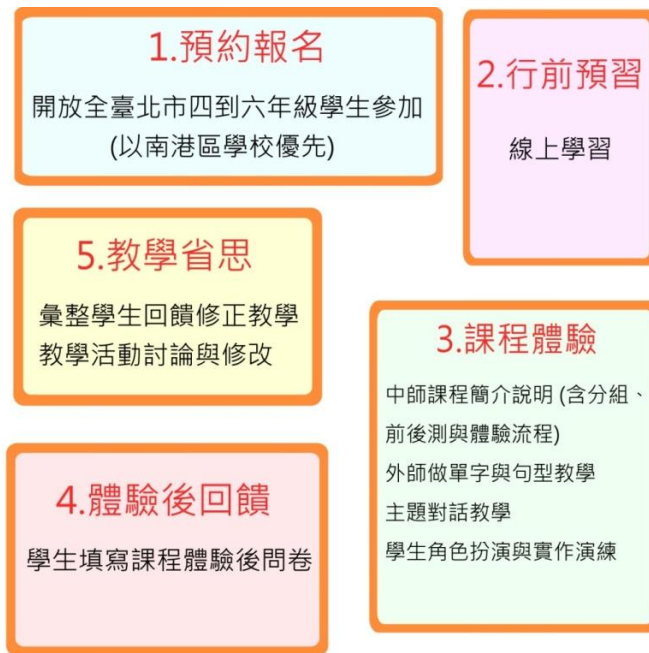 1.預約報名
開放全臺北市四到六年級學生參加
(以南港區學校優先)
2.行前預習
線上學習
3.課程體驗
中師課程簡介說明 (含分組、
前後測與體驗流程)
外師做單字與句型教學
主題對話教學
學生角色扮演與實作演練
4.體驗後回饋
學生填寫課程體驗後問卷
5.教學省思
彙整學生回饋修正教學
教學活動討論與修改